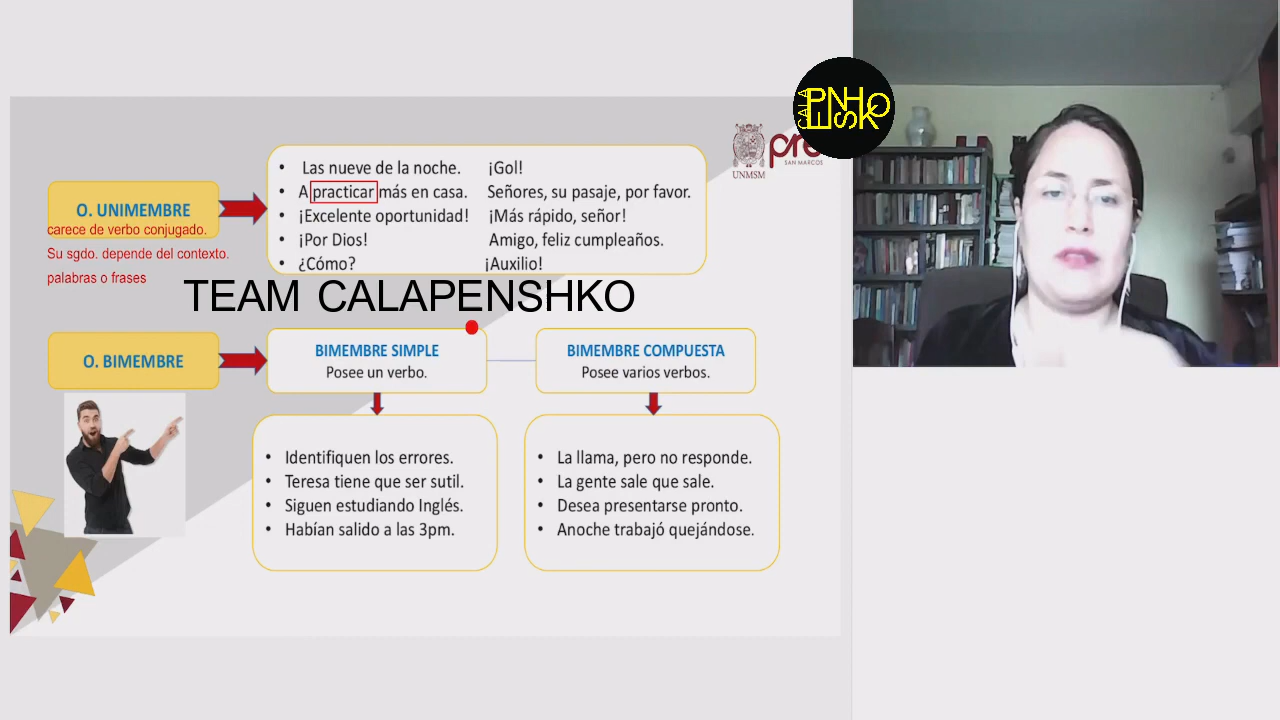 CALA
PENHSKO
pre
SAN MARCOS
UNMSM
O. UNIMEMBRE
carece de verbo conjugado.
Su sgdo. depende del contexto.
palabras o frases
• Las nueve de la noche. ¡Gol!
• A practicar más en casa. Señores, su pasaje, por favor.
• ¡Excelente oportunidad! ¡Más rápido, señor!
• ¡Por Dios! Amigo, feliz cumpleaños.
• ¿Cómo? ¡Auxilio!
TEAM CALAPENSHKO
O. BIMEMBRE
BIMEMBRE SIMPLE
Posee un verbo.
BIMEMBRE COMPUESTA
Posee varios verbos.
• Identifiquen los errores.
• Teresa tiene que ser sutil.
• Siguen estudiando Inglés.
• Habían salido a las 3pm.
• La llama, pero no responde.
• La gente sale que sale.
• Desea presentarse pronto.
• Anoche trabajó quejándose.